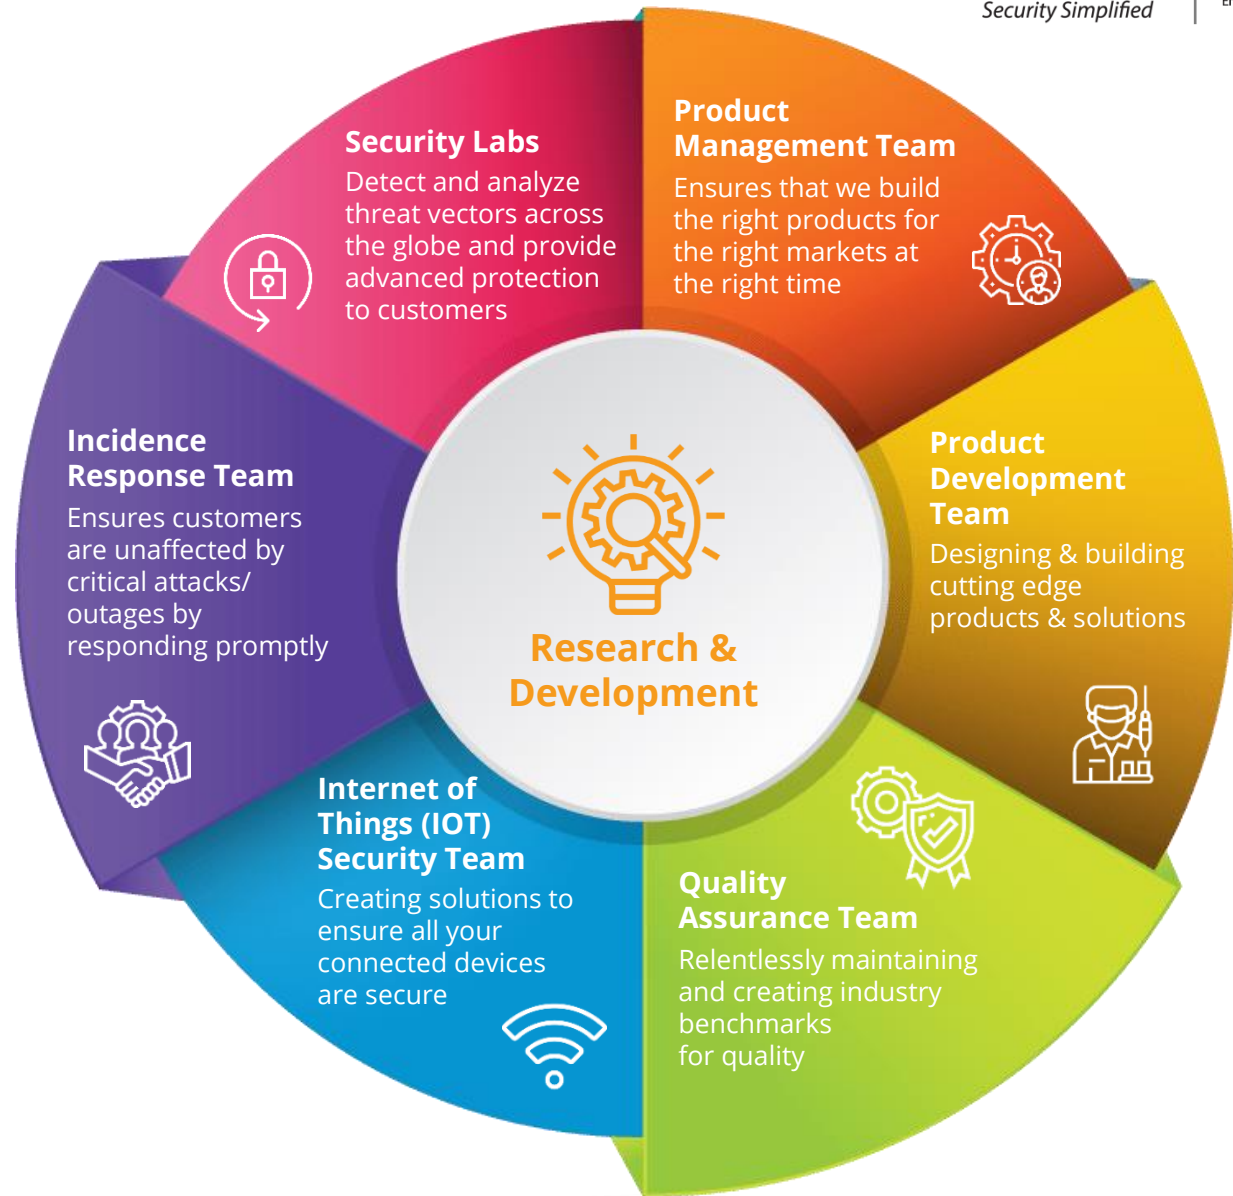 Security Simplified
Security Labs
Detect and analyze
threat vectors across
the globe and provide
advanced protection
to customers
Product
Management Team
Ensures that we build
the right products for
the right markets at
the right time
Product
Development
Team
Designing & building
cutting edge
products & solutions
Quality
Assurance Team
Relentlessly maintaining
and creating industry
benchmarks
for quality
Internet of
Things (IOT)
Security Team
Creating solutions to
ensure all your
connected devices
are secure
Incidence
Response Team
Ensures customers
are unaffected by
critical attacks/
outages by
responding promptly
Research &
Development